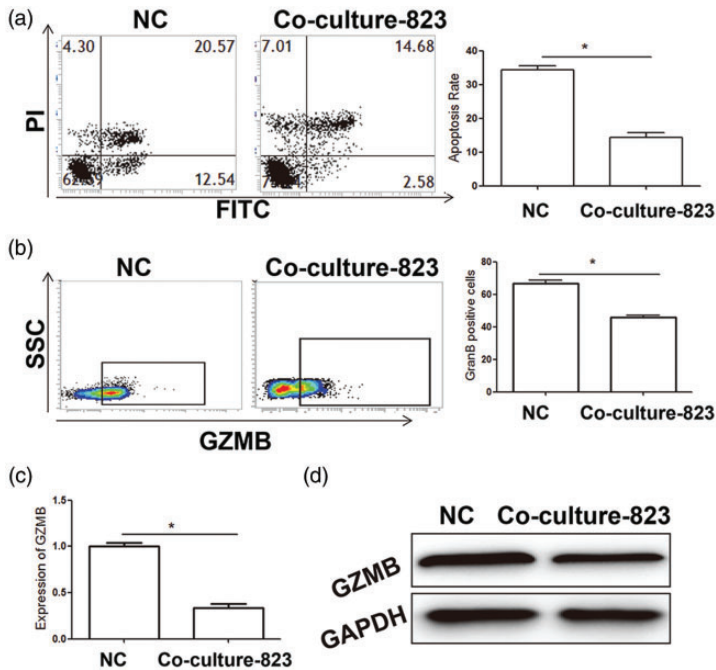 (a)
NC
Co-culture-823
4.30
20.57
7.01
14.68
PI
12.54
2.58
FITC
40
30
20
10
0
Apoptosis Rate
*
NC
Co-culture-823
(b)
NC
Co-culture-823
SSC
GZMB
80
60
40
20
0
GranB positive cells
*
NC
Co-culture-823
(c)
1.5
1.0
0.5
0.0
Expression of GZMB
*
NC
Co-culture-823
(d)
NC Co-culture-823
GZMB
GAPDH